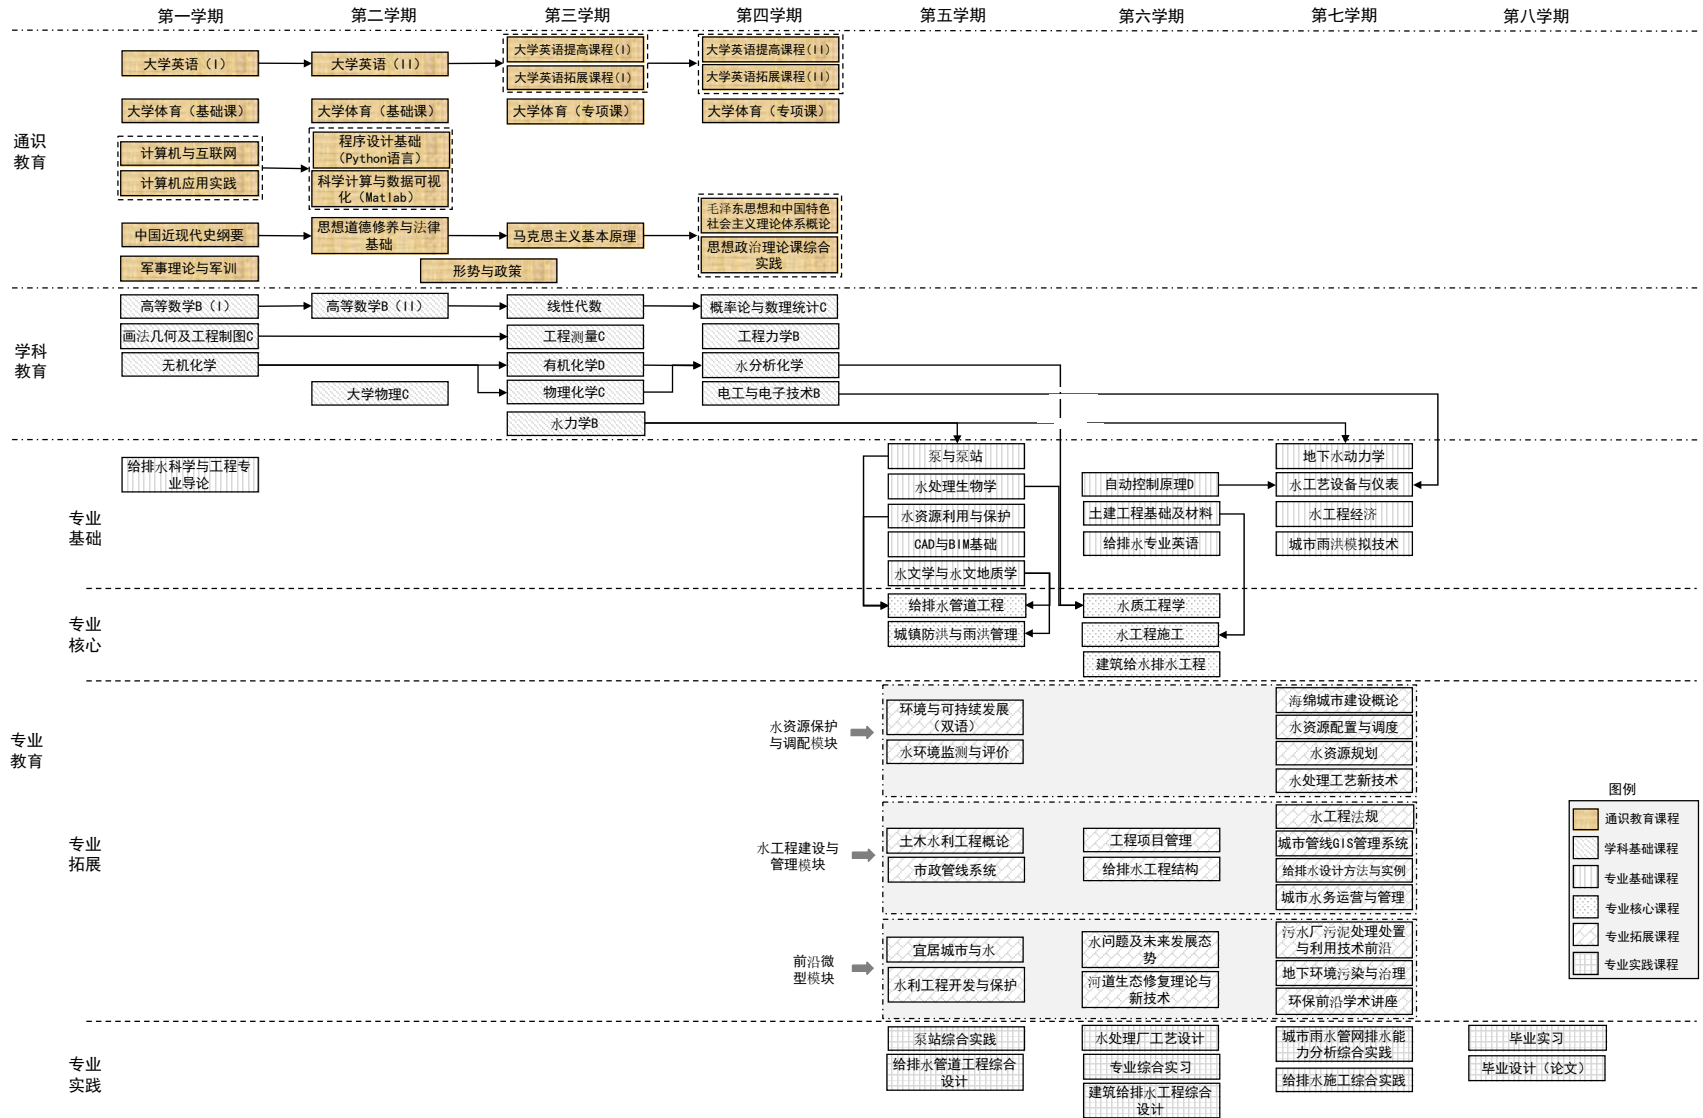 第一学期
第二学期
第三学期
第四学期
第五学期
第六学期
第七学期
第八学期
通识
教育
大学英语（I）
大学英语（II）
大学英语提高课程(I)
大学英语拓展课程(I)
大学英语提高课程(II)
大学英语拓展课程(II)
大学体育（基础课）
大学体育（基础课）
大学体育（专项课）
大学体育（专项课）
计算机与互联网
计算机应用实践
程序设计基础
（Python语言）
科学计算与数据可视
化（Matlab）
中国近现代史纲要
思想道德修养与法律
基础
马克思主义基本原理
毛泽东思想和中国特色
社会主义理论体系概论
思想政治理论课综合
实践
军事理论与军训
形势与政策
学科
教育
高等数学B（I）
高等数学B（II）
线性代数
概率论与数理统计C
画法几何及工程制图C
工程测量C
工程力学B
无机化学
有机化学D
水分析化学
大学物理C
物理化学C
电工与电子技术B
水力学B
专业
教育
专业
基础
给排水科学与工程专
业导论
泵与泵站
水处理生物学
水资源利用与保护
CAD与BIM基础
水文学与水文地质学
自动控制原理D
土建工程基础及材料
给排水专业英语
地下水动力学
水工艺设备与仪表
水工程经济
城市雨洪模拟技术
专业
核心
给排水管道工程
城镇防洪与雨洪管理
水质工程学
水工程施工
建筑给水排水工程
专业
拓展
水资源保护
与调配模块
环境与可持续发展
（双语）
水环境监测与评价
海绵城市建设概论
水资源配置与调度
水资源规划
水处理工艺新技术
水工程建设与
管理模块
土木水利工程概论
市政管线系统
工程项目管理
给排水工程结构
水工程法规
城市管线GIS管理系统
给排水设计方法与实例
城市水务运营与管理
前沿微
型模块
宜居城市与水
水利工程开发与保护
水问题及未来发展态
势
河道生态修复理论与
新技术
污水厂污泥处理处置
与利用技术前沿
地下环境污染与治理
环保前沿学术讲座
专业
实践
泵站综合实践
给排水管道工程综合
设计
水处理厂工艺设计
专业综合实习
建筑给排水工程综合
设计
城市雨水管网排水能
力分析综合实践
给排水施工综合实践
毕业实习
毕业设计（论文）
图例
通识教育课程
学科基础课程
专业基础课程
专业核心课程
专业拓展课程
专业实践课程